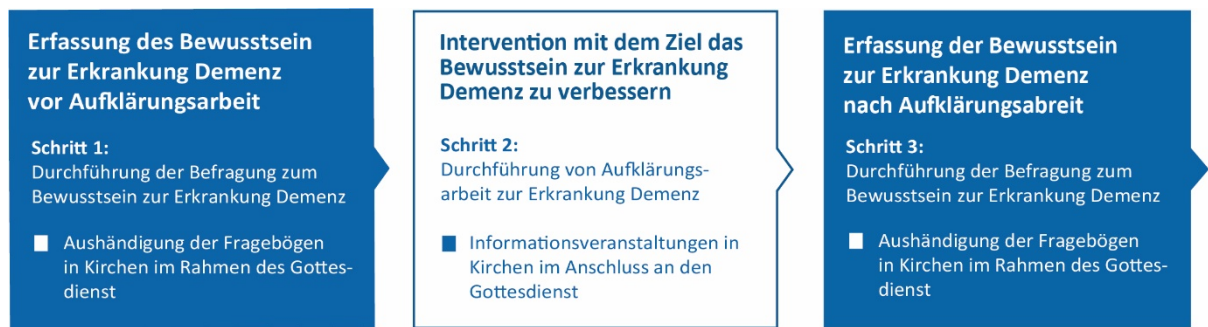 Erfassung des Bewusstsein
zur Erkrankung Demenz
vor Aufklärungsarbeit
Schritt 1:
Durchführung der Befragung zum
Bewusstsein zur Erkrankung Demenz
Aushändigung der Fragebögen
in Kirchen im Rahmen des Gottes-
dienst
Intervention mit dem Ziel das
Bewusstsein zur Erkrankung
Demenz zu verbessern
Schritt 2:
Durchführung von Aufklärungs-
arbeit zur Erkrankung Demenz
Informationsveranstaltungen in
Kirchen im Anschluss an den
Gottesdienst
Erfassung der Bewusstsein
zur Erkrankung Demenz
nach Aufklärungsabreit
Schritt 3:
Durchführung der Befragung zum
Bewusstsein zur Erkrankung Demenz
Aushändigung der Fragebögen
in Kirchen im Rahmen des Gottes-
dienst